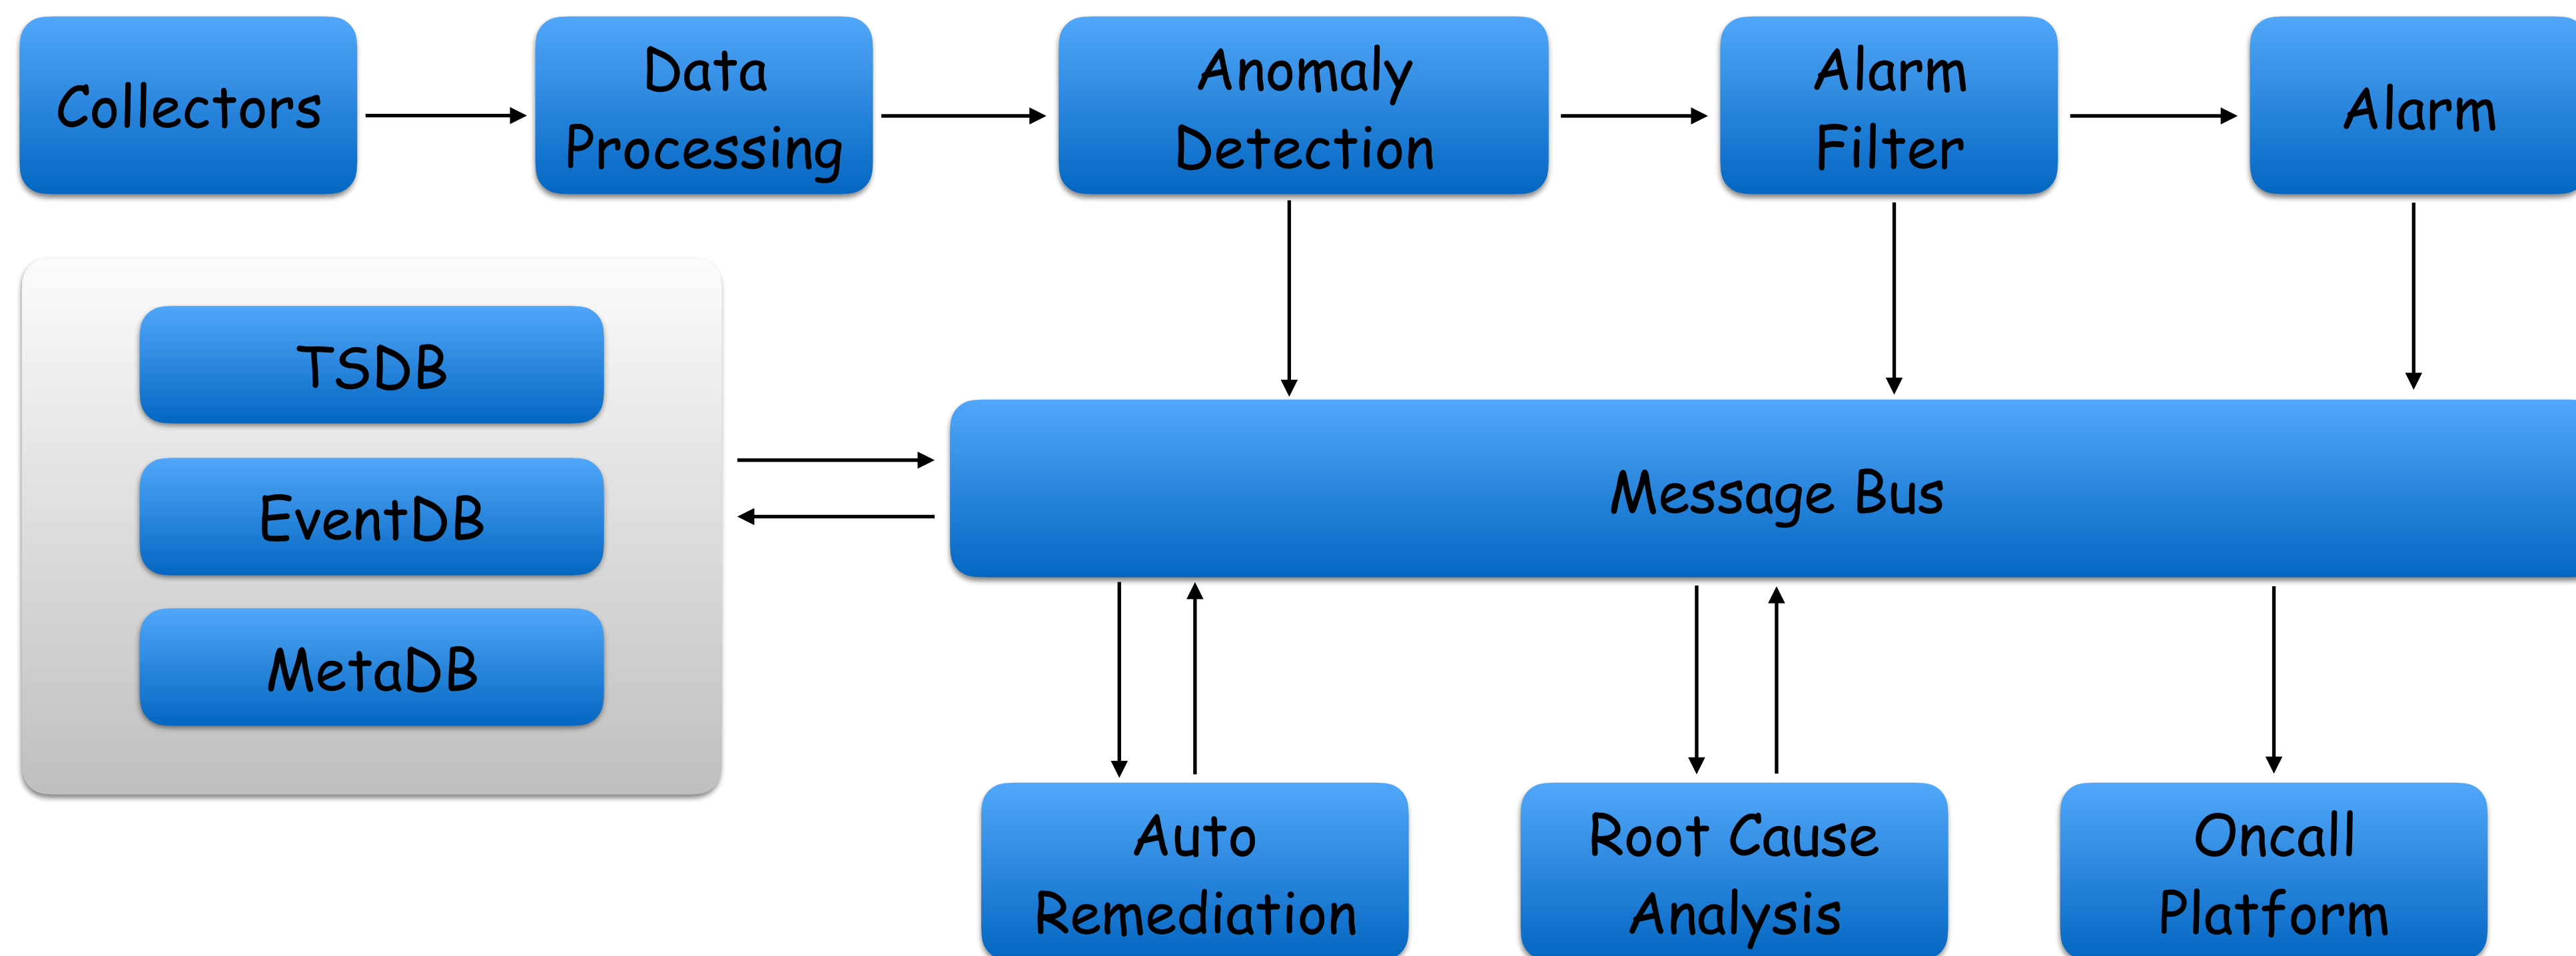 Collectors
Data
Processing
Anomaly
Detection
Alarm
Filter
Alarm
TSDB
EventDB
MetaDB
Message Bus
Auto
Remediation
Root Cause
Analysis
Oncall
Platform